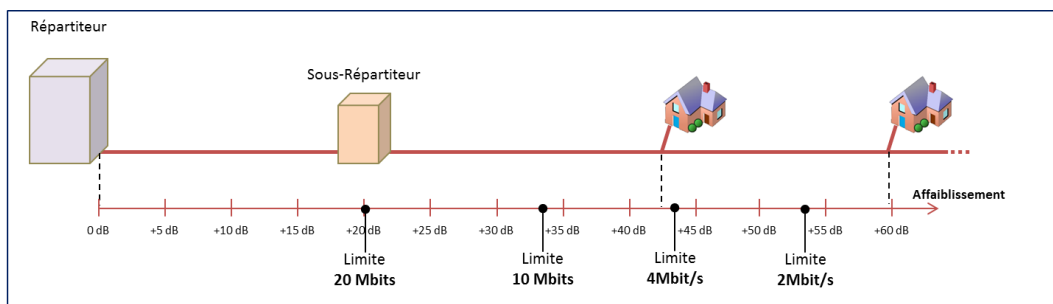 Répartiteur
Sous-Répartiteur
Affaiblissement
0 dB +5 dB +10 dB +15 dB +20 dB +25 dB +30 dB +35 dB +40 dB +45 dB +50 dB +55 dB +60 dB
Limite Limite Limite Limite
20 Mbits 10 Mbits 4Mbit/s 2Mbit/s